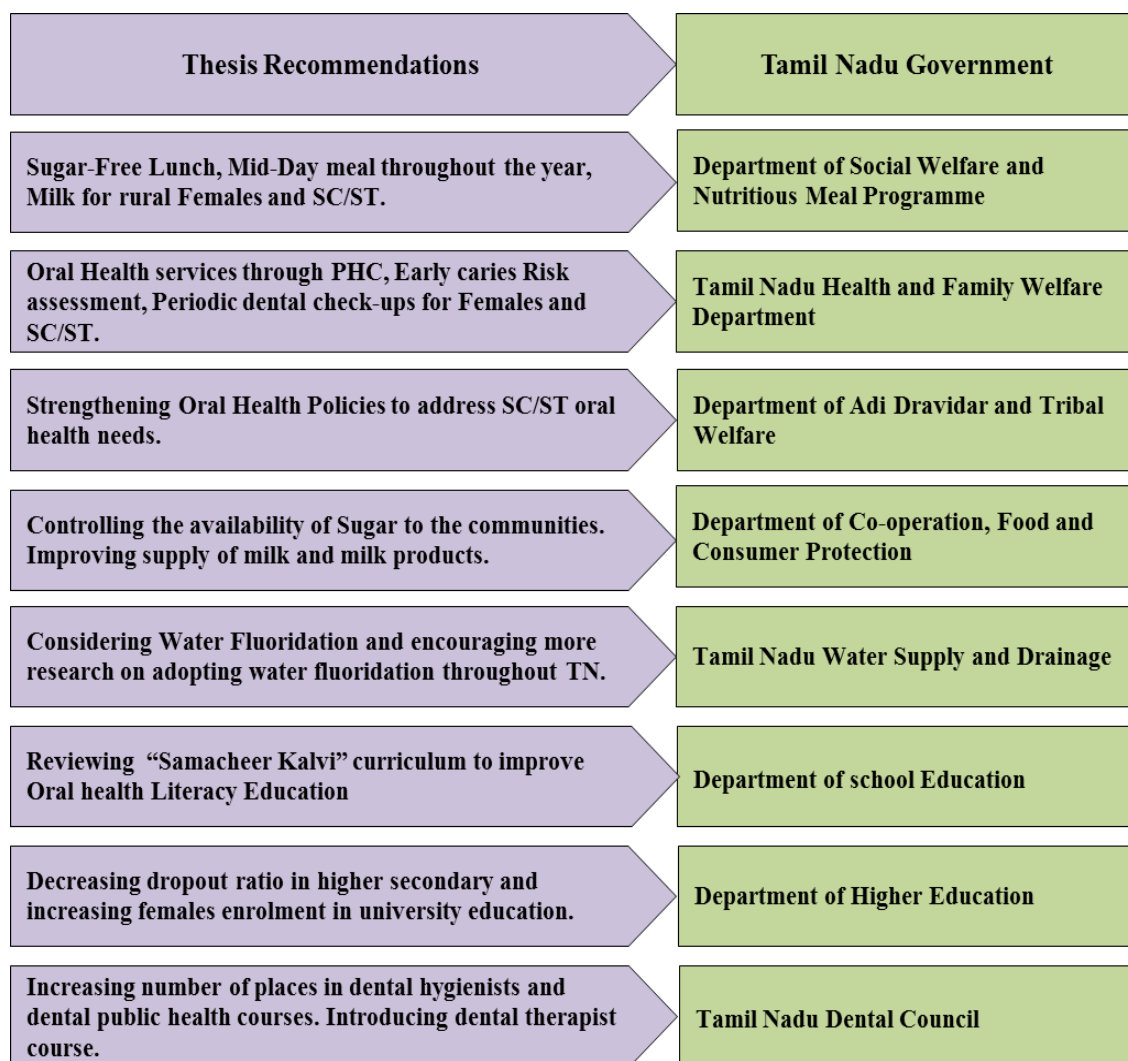 Thesis Recommendations
Tamil Nadu Government
Sugar-Free Lunch, Mid-Day meal throughout the year,
Milk for rural Females and SC/ST.
Department of Social Welfare and
Nutritious Meal Programme
Oral Health services through PHC, Early caries Risk
assessment, Periodic dental check-ups for Females and
SC/ST.
Tamil Nadu Health and Family Welfare
Department
Strengthening Oral Health Policies to address SC/ST oral
health needs.
Department of Adi Dravidar and Tribal
Welfare
Controlling the availability of Sugar to the communities.
Improving supply of milk and milk products.
Department of Co-operation, Food and
Consumer Protection
Considering Water Fluoridation and encouraging more
research on adopting water fluoridation throughout TN.
Tamil Nadu Water Supply and Drainage
Reviewing “Samacheer Kalvi” curriculum to improve
Oral health Literacy Education
Department of school Education
Decreasing dropout ratio in higher secondary and
increasing females enrolment in university education.
Department of Higher Education
Increasing number of places in dental hygienists and
dental public health courses. Introducing dental therapist
course.
Tamil Nadu Dental Council